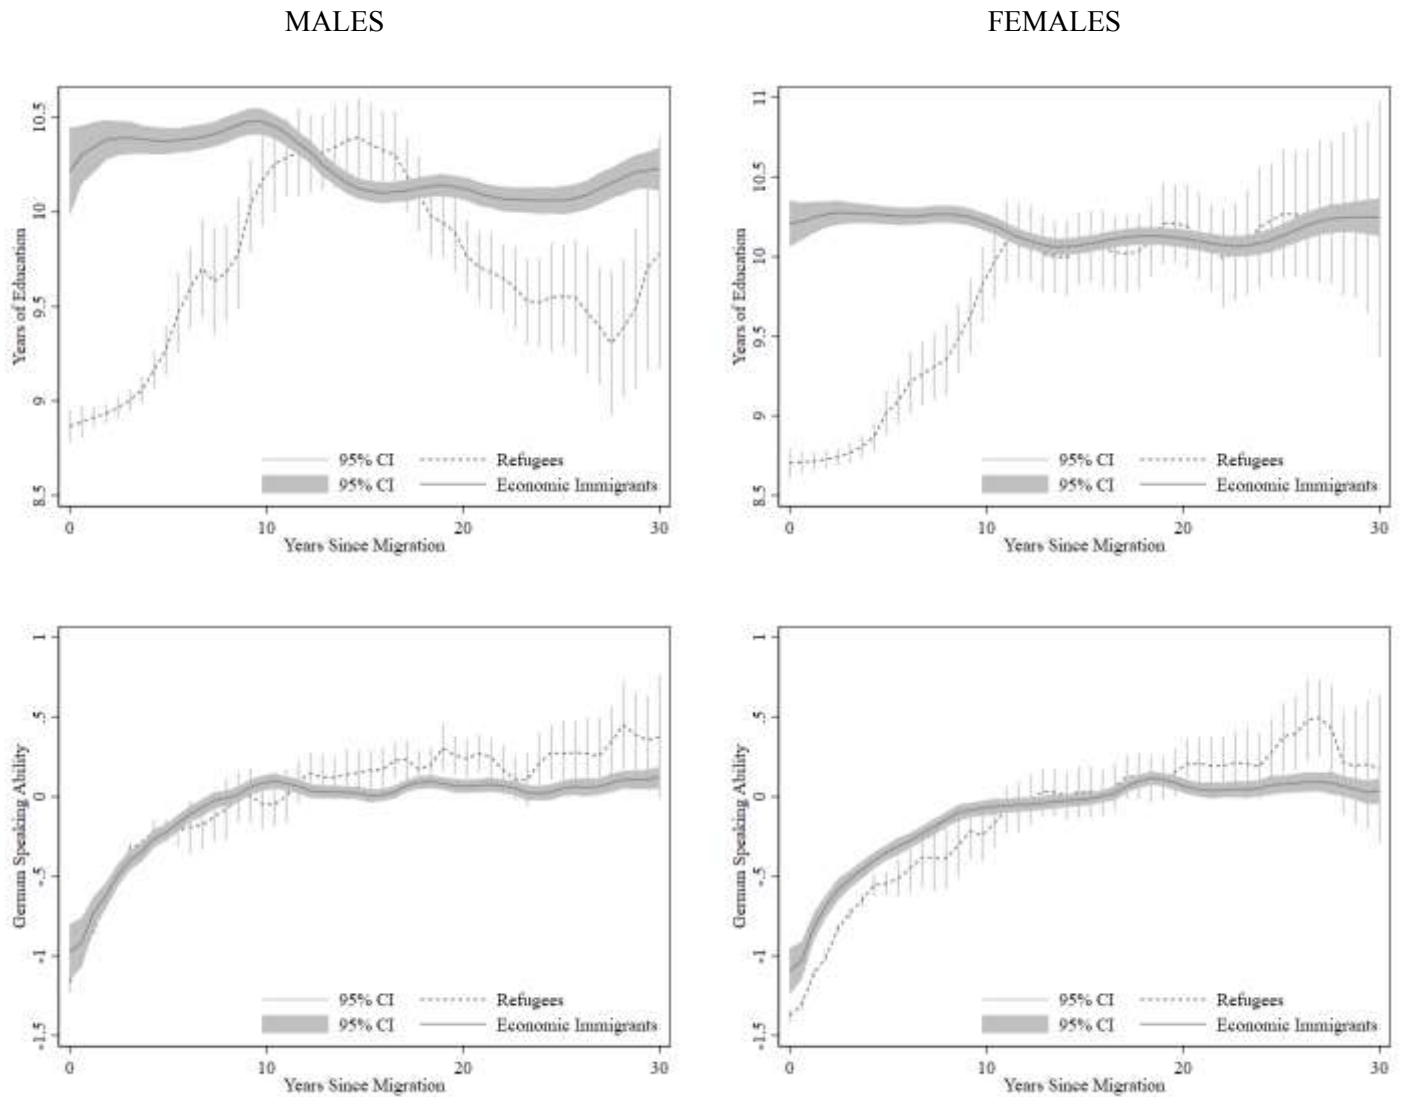 MALES
FEMALES
Years of Education
10.5
10
9.5
9
8.5
95% CI Refugees
95% CI Economic Immigrants
0 10 20 30
Years Since Migration
Years of Education
11
10.5
10
9.5
9
8.5
95% CI Refugees
95% CI Economic Immigrants
0 10 20 30
Years Since Migration
German Speaking Ability
1
.5
0
-.5
-1
-1.5
95% CI Refugees
95% CI Economic Immigrants
0 10 20 30
Years Since Migration
German Speaking Ability
1
.5
0
-.5
-1
-1.5
95% CI Refugees
95% CI Economic Immigrants
0 10 20 30
Years Since Migration